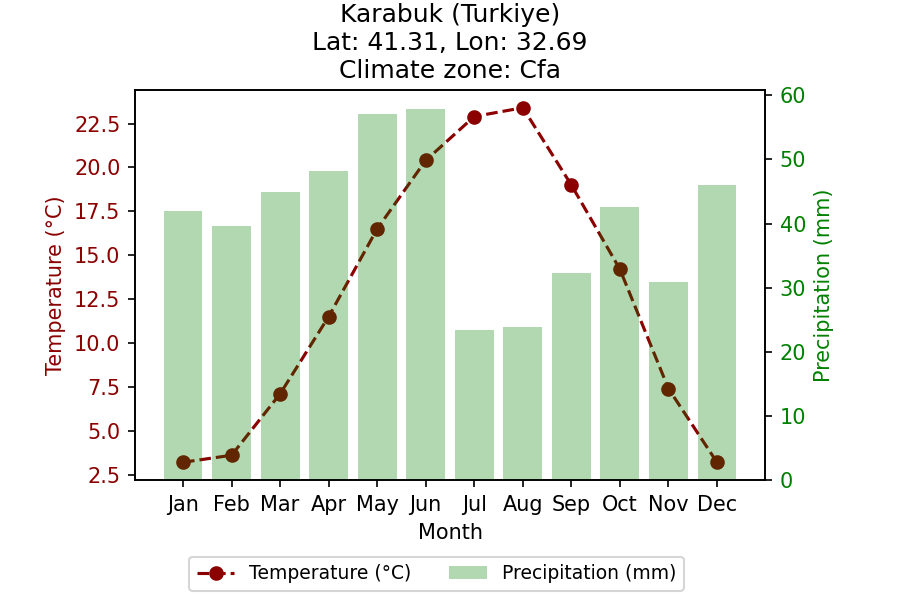 Karabuk (Turkiye)
Lat: 41.31, Lon: 32.69
Climate zone: Cfa
Temperature (°C)
22.5
20.0
17.5
15.0
12.5
10.0
7.5
5.0
2.5
60
50
40
30
20
10
0
Precipitation (mm)
Jan Feb Mar Apr May Jun Jul Aug Sep Oct Nov Dec
Month
Temperature (°C) Precipitation (mm)